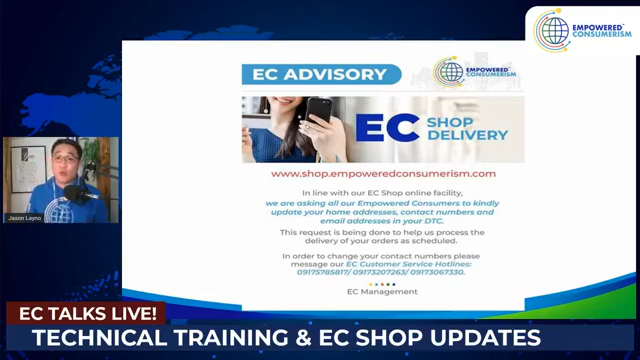 EMPOWERED
CONSUMERISM
EC ADVISORY
EMPOWERED
CONSUMERISM
EC SHOP
DELIVERY
www.shop.empoweredconsumerism.com
In line with our EC Shop online facility,
we are asking all our Empowered Consumers to kindly
update your home addresses, contact numbers and
email addresses in your DTC.
This request is being done to help us process the
delivery of your orders as scheduled.
In order to change your contact numbers please
message our EC Customer Service Hotlines:
09175785817/ 09173207263/ 09173067330.
EC Management
Jason Layno
EC TALKS LIVE!
TECHNICAL TRAINING & EC SHOP UPDATES